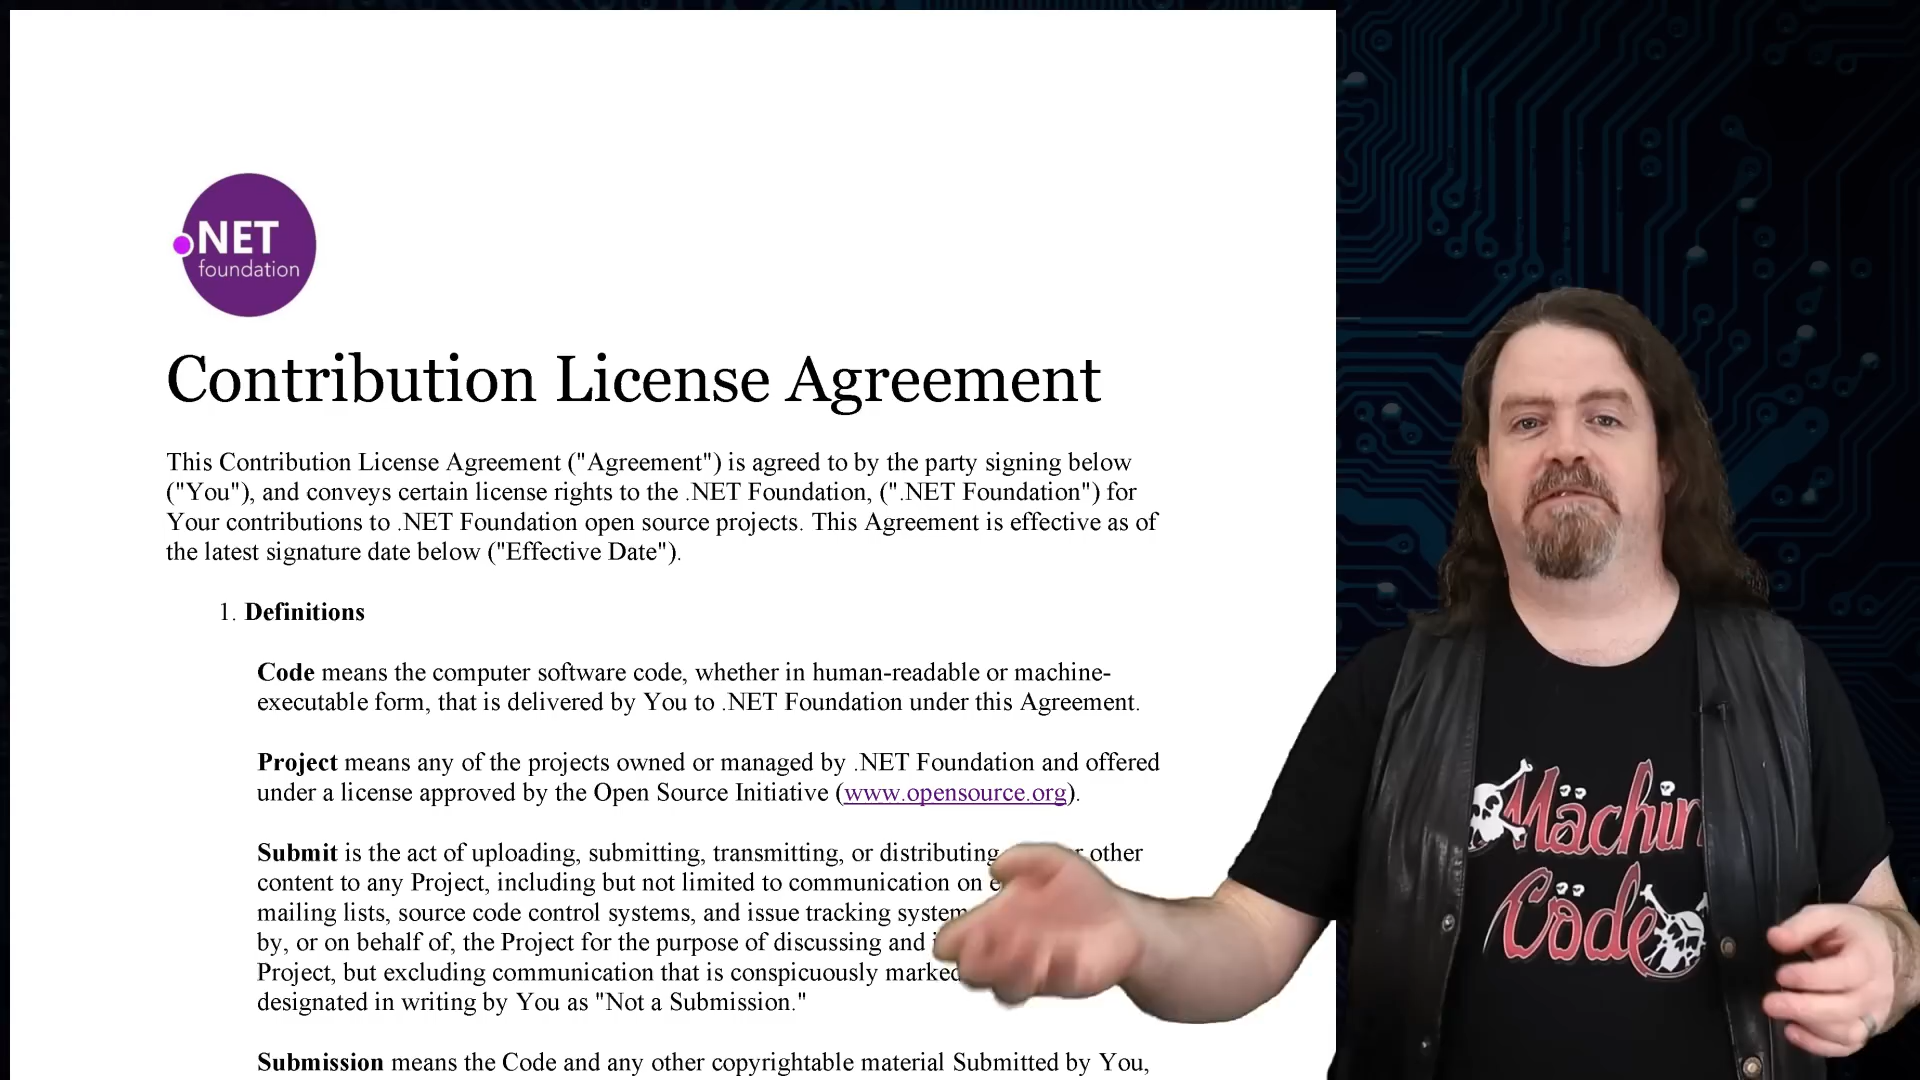 .NET
foundation
Contribution License Agreement
This Contribution License Agreement ("Agreement") is agreed to by the party signing below
("You"), and conveys certain license rights to the .NET Foundation, (".NET Foundation") for
Your contributions to .NET Foundation open source projects. This Agreement is effective as of
the latest signature date below ("Effective Date").
1. Definitions
Code means the computer software code, whether in human-readable or machine-
executable form, that is delivered by You to .NET Foundation under this Agreement.
Project means any of the projects owned or managed by .NET Foundation and offered
under a license approved by the Open Source Initiative (www.opensource.org).
Submit is the act of uploading, submitting, transmitting, or distributing other
content to any Project, including but not limited to communication on
mailing lists, source code control systems, and issue tracking system
by, or on behalf of, the Project for the purpose of discussing and
Project, but excluding communication that is conspicuously marked
designated in writing by You as "Not a Submission."
Submission means the Code and any other copyrightable material Submitted by You,
Mächin
Cöde